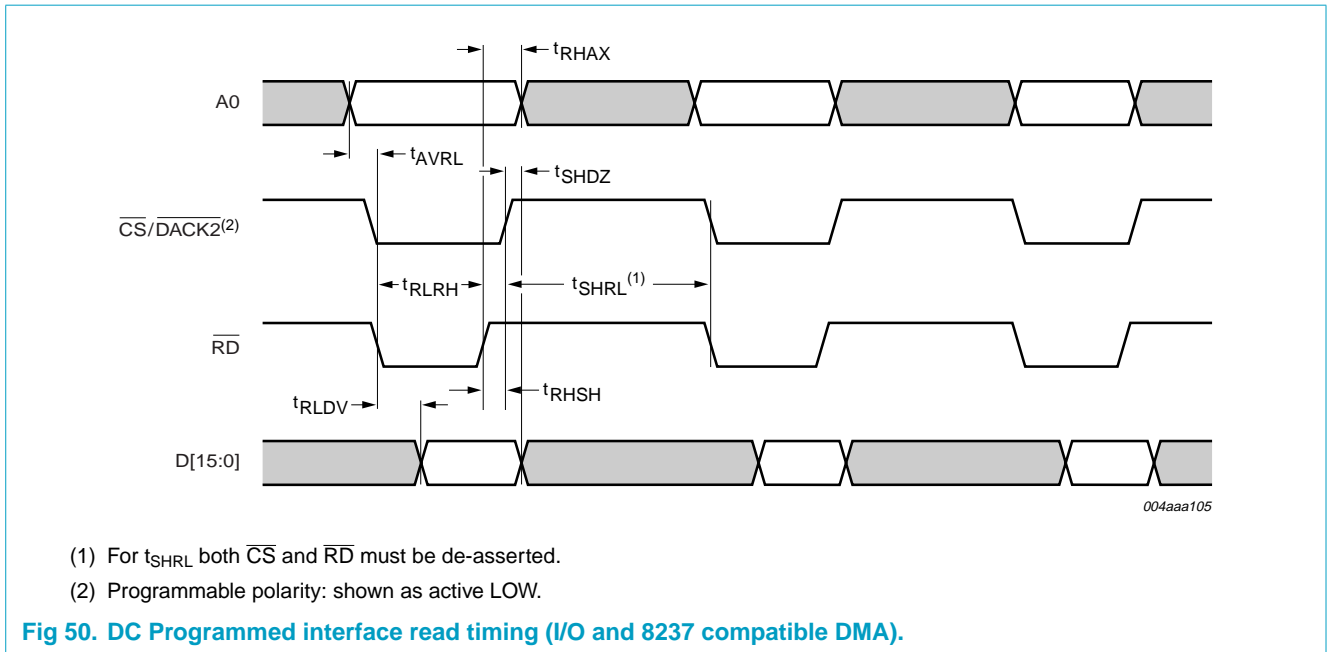 tRHAX
A0
tAVRL
tSHDZ
CS/DACK2(2)
tRLRH
tSHRL(1)
RD
tRHSH
tRLDV
D[15:0]
004aaa105
(1) For tSHRL both CS and RD must be de-asserted.
(2) Programmable polarity: shown as active LOW.
Fig 50. DC Programmed interface read timing (I/O and 8237 compatible DMA).